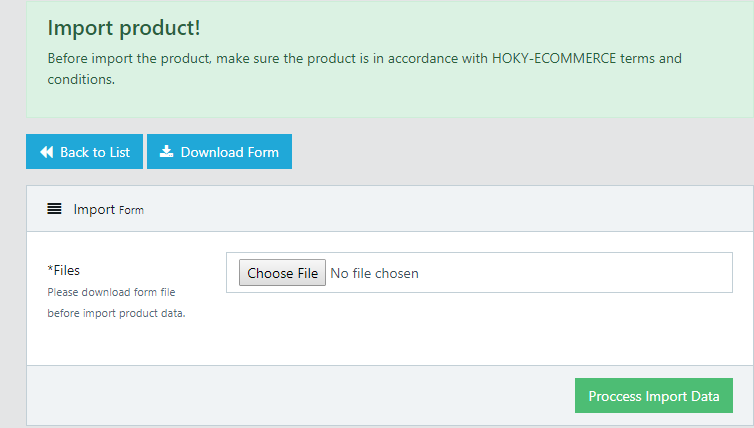 Import product!
Before import the product, make sure the product is in accordance with HOKY-ECOMMERCE terms and
conditions.
Back to List
Download Form
Import Form
*Files
Please download form file
before import product data.
Choose File No file chosen
Proccess Import Data